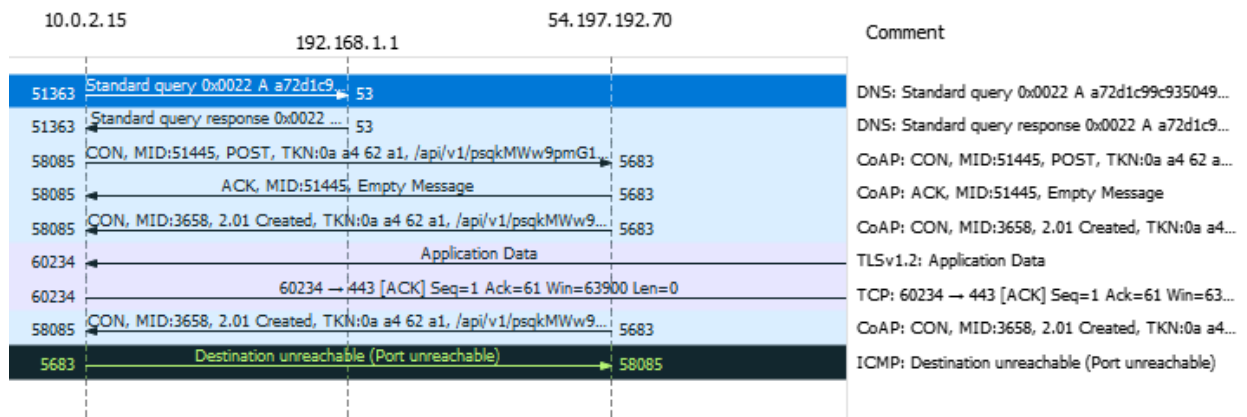 10.0.2.15 54.197.192.70
192.168.1.1 Comment
51363 Standard query 0x0022 A a72d1c9... 53 DNS: Standard query 0x0022 A a72d1c99c935049...
51363 Standard query response 0x0022 ... 53 DNS: Standard query response 0x0022 A a72d1c9...
58085 CON, MID:51445, POST, TKN:0a a4 62 a1, /api/v1/psqkMWw9pmG1... 5683 CoAP: CON, MID:51445, POST, TKN:0a a4 62 a...
58085 ACK, MID:51445, Empty Message 5683 CoAP: ACK, MID:51445, Empty Message
58085 CON, MID:3658, 2.01 Created, TKN:0a a4 62 a1, /api/v1/psqkMWw9... 5683 CoAP: CON, MID:3658, 2.01 Created, TKN:0a a4...
60234 Application Data TLSv1.2: Application Data
60234 60234 → 443 [ACK] Seq=1 Ack=61 Win=63900 Len=0 TCP: 60234 → 443 [ACK] Seq=1 Ack=61 Win=63...
58085 CON, MID:3658, 2.01 Created, TKN:0a a4 62 a1, /api/v1/psqkMWw9... 5683 CoAP: CON, MID:3658, 2.01 Created, TKN:0a a4...
5683 Destination unreachable (Port unreachable) 58085 ICMP: Destination unreachable (Port unreachable)